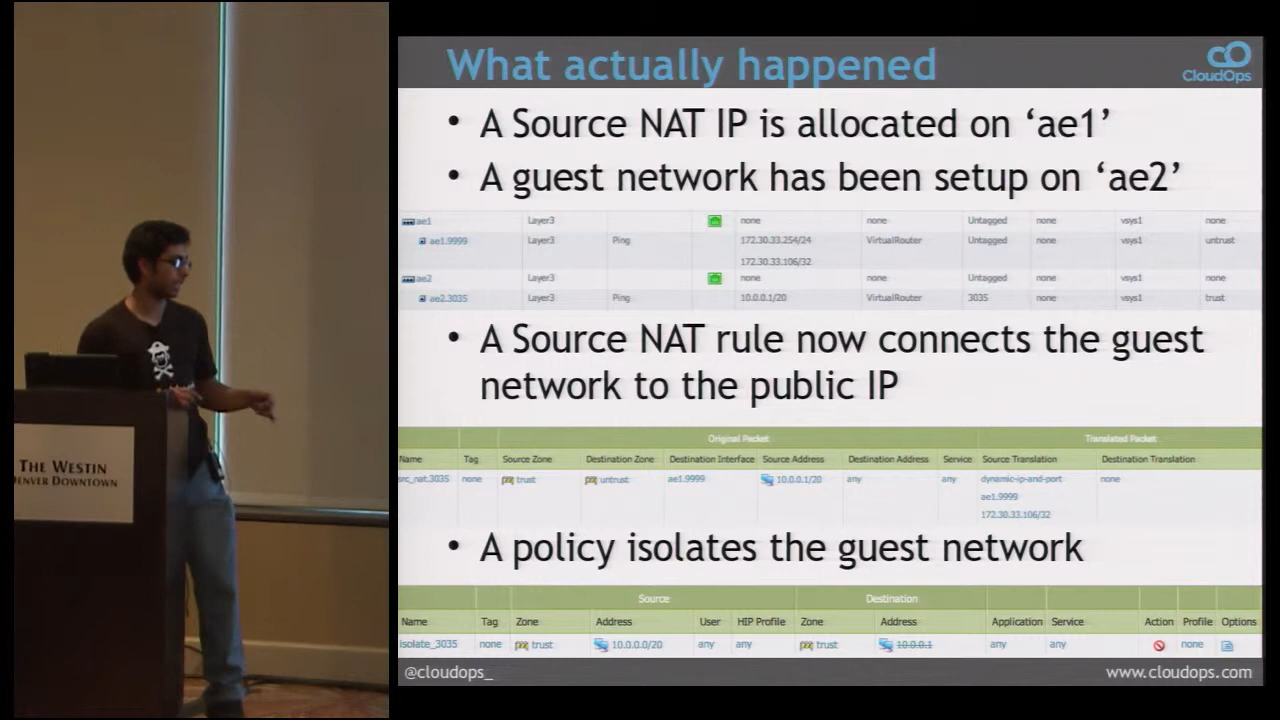 What actually happened
CloudOps
• A Source NAT IP is allocated on ‘ae1’
• A guest network has been setup on ‘ae2’
ae1 Layer3 none none Untagged none vsys1 none
ae1.9999 Layer3 Ping 172.30.33.254/24 VirtualRouter Untagged none vsys1 untrust
172.30.33.106/32
ae2 Layer3 none none Untagged none vsys1 none
ae2.3035 Layer3 Ping 10.0.0.1/20 VirtualRouter 3035 none vsys1 trust
• A Source NAT rule now connects the guest
network to the public IP
Original Packet Translated Packet
Name Tag Source Zone Destination Zone Destination Interface Source Address Destination Address Service Source Translation Destination Translation
src_nat.3035 none trust untrust ae1.9999 10.0.0.1/20 any any dynamic-ip-and-port none
ae1.9999
172.30.33.106/32
• A policy isolates the guest network
Source Destination
Name Tag Zone Address User HIP Profile Zone Address Application Service Action Profile Options
isolate_3035 none trust 10.0.0.0/20 any any trust 10.0.0.1 any any none
@cloudops_ www.cloudops.com
THE WESTIN
DENVER DOWNTOWN